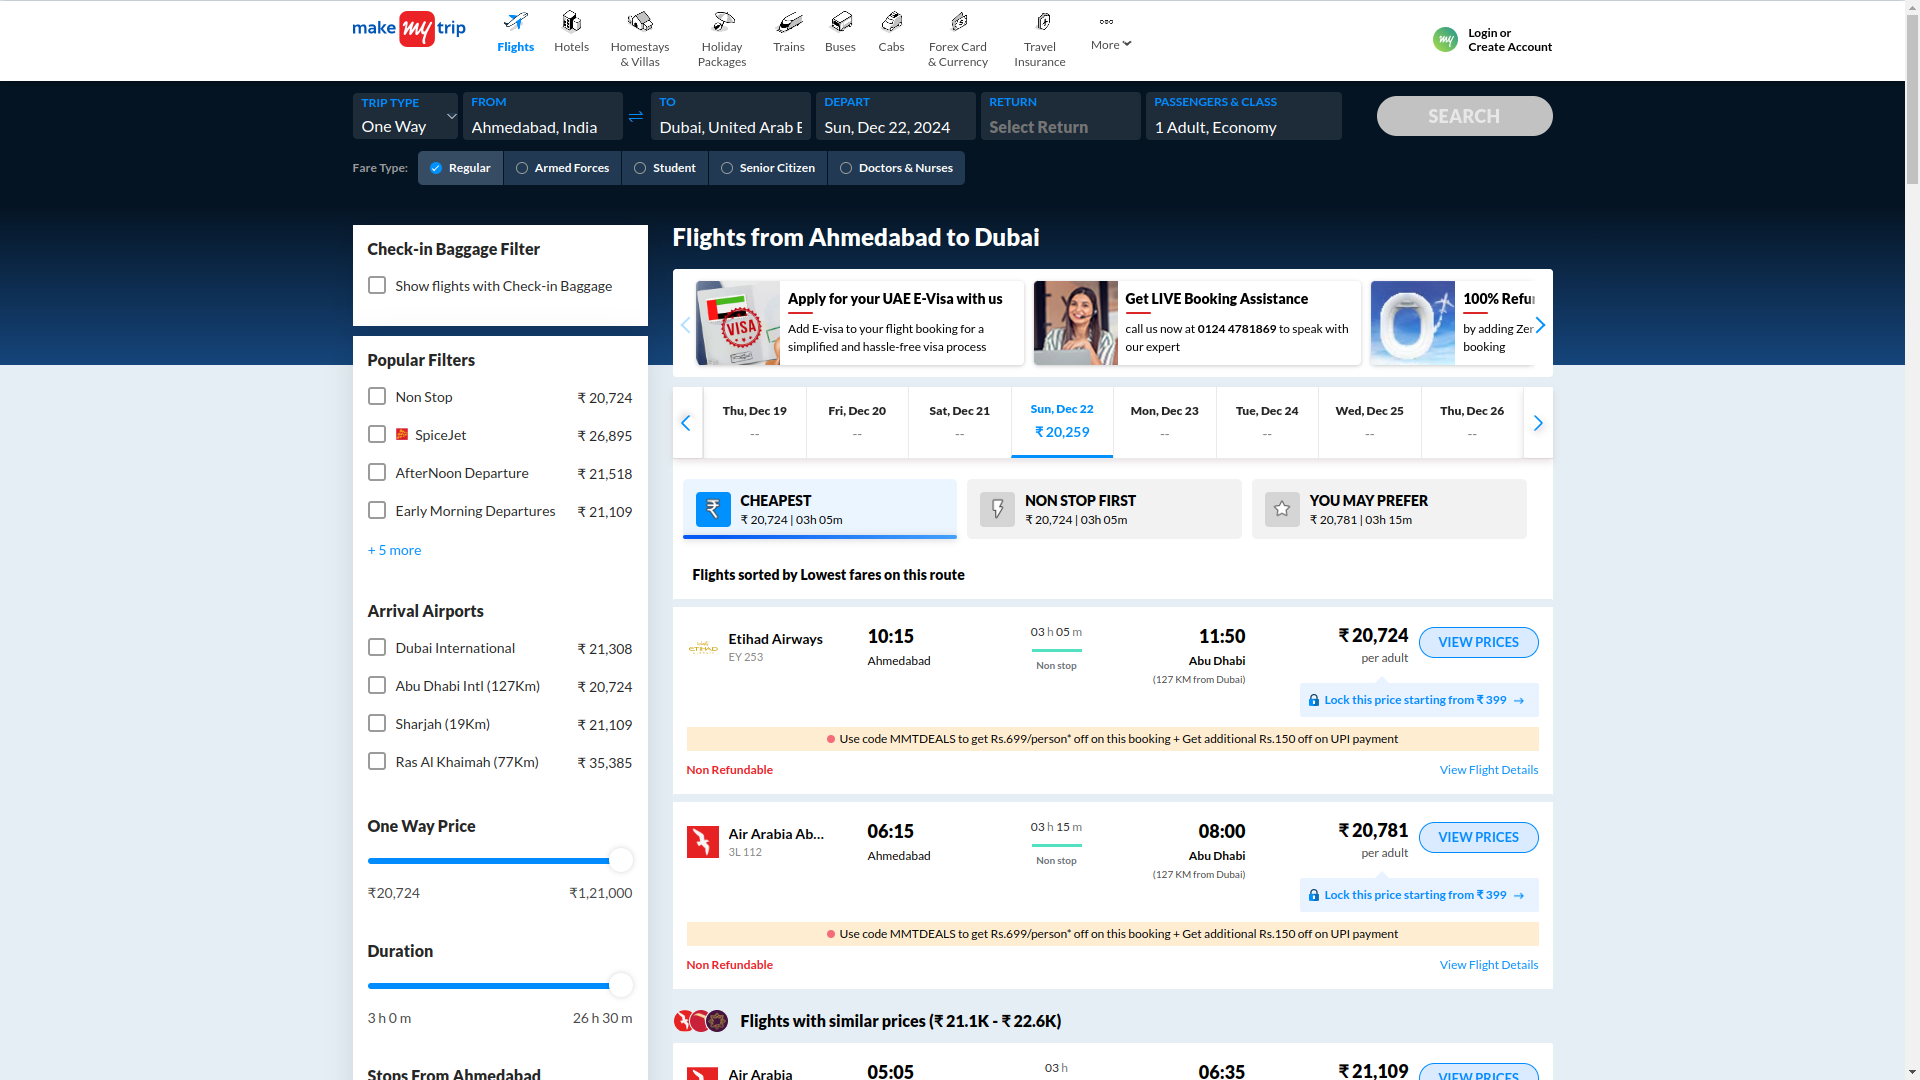 make my trip
Flights
Hotels
Homestays
& Villas
Holiday
Packages
Trains
Buses
Cabs
Forex Card
& Currency
Travel
Insurance
More
my
Login or
Create Account
TRIP TYPE
One Way
FROM
Ahmedabad, India
TO
Dubai, United Arab E
DEPART
Sun, Dec 22, 2024
RETURN
Select Return
PASSENGERS & CLASS
1 Adult, Economy
SEARCH
Fare Type:
Regular
Armed Forces
Student
Senior Citizen
Doctors & Nurses
Check-in Baggage Filter
Show flights with Check-in Baggage
Popular Filters
Non Stop ₹ 20,724
SpiceJet ₹ 26,895
AfterNoon Departure ₹ 21,518
Early Morning Departures ₹ 21,109
+ 5 more
Arrival Airports
Dubai International ₹ 21,308
Abu Dhabi Intl (127Km) ₹ 20,724
Sharjah (19Km) ₹ 21,109
Ras Al Khaimah (77Km) ₹ 35,385
One Way Price
₹20,724 ₹1,21,000
Duration
3 h 0 m 26 h 30 m
Stops From Ahmedabad
Flights from Ahmedabad to Dubai
VISA
Apply for your UAE E-Visa with us
Add E-visa to your flight booking for a
simplified and hassle-free visa process
Get LIVE Booking Assistance
call us now at 0124 4781869 to speak with
our expert
100% Refu
by adding Zer
booking
Thu, Dec 19
--
Fri, Dec 20
--
Sat, Dec 21
--
Sun, Dec 22
₹ 20,259
Mon, Dec 23
--
Tue, Dec 24
--
Wed, Dec 25
--
Thu, Dec 26
--
CHEAPEST
₹ 20,724 | 03h 05m
NON STOP FIRST
₹ 20,724 | 03h 05m
YOU MAY PREFER
₹ 20,781 | 03h 15m
Flights sorted by Lowest fares on this route
ETIHAD
Etihad Airways
EY 253
10:15
Ahmedabad
03 h 05 m
Non stop
11:50
Abu Dhabi
(127 KM from Dubai)
₹ 20,724
per adult
VIEW PRICES
Lock this price starting from ₹ 399 →
Use code MMTDEALS to get Rs.699/person* off on this booking + Get additional Rs.150 off on UPI payment
Non Refundable
View Flight Details
Air Arabia Ab...
3L 112
06:15
Ahmedabad
03 h 15 m
Non stop
08:00
Abu Dhabi
(127 KM from Dubai)
₹ 20,781
per adult
VIEW PRICES
Lock this price starting from ₹ 399 →
Use code MMTDEALS to get Rs.699/person* off on this booking + Get additional Rs.150 off on UPI payment
Non Refundable
View Flight Details
Flights with similar prices (₹ 21.1K - ₹ 22.6K)
Air Arabia
05:05
03 h
06:35
₹ 21,109
VIEW PRICES